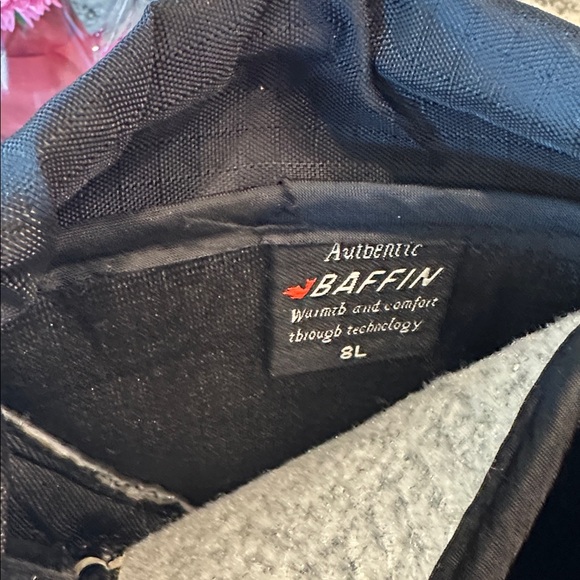 Authentic
BAFFIN
Warmth and comfort
through technology
8L